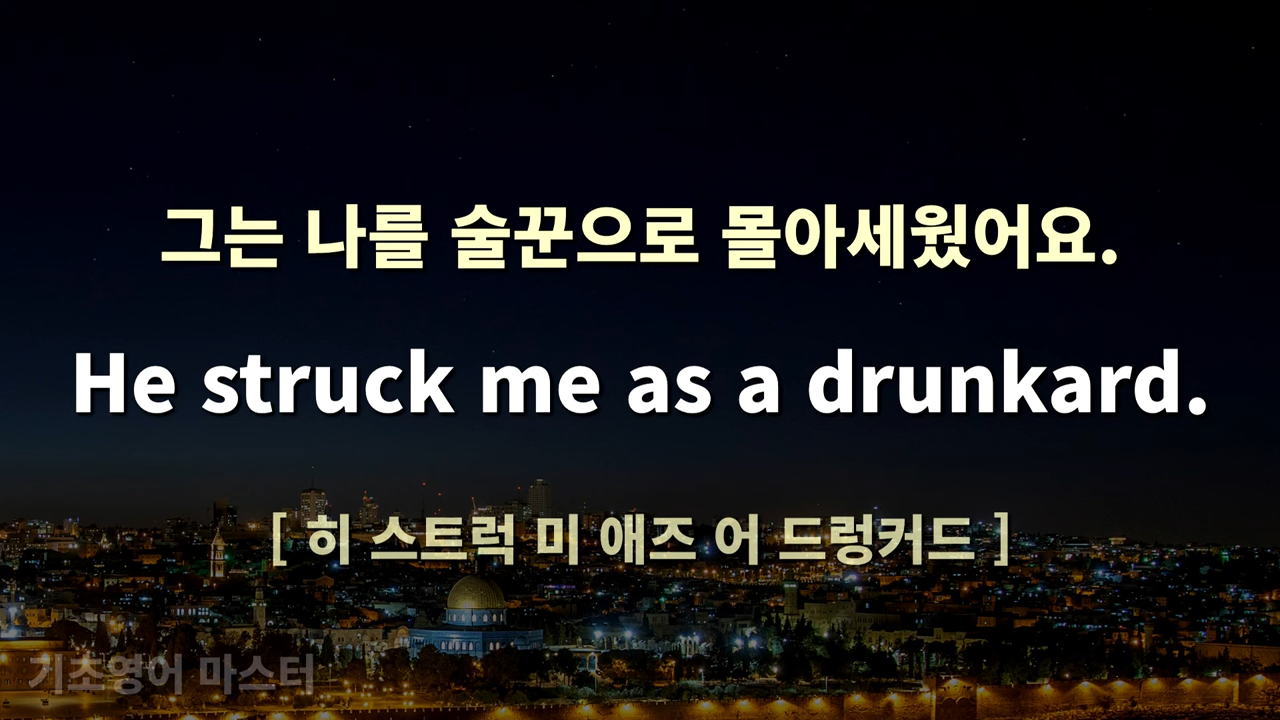 그는 나를 술꾼으로 몰아세웠어요.
He struck me as a drunkard.
[ 히 스트럭 미 애즈 어 드렁커드 ]
기초영어 마스터